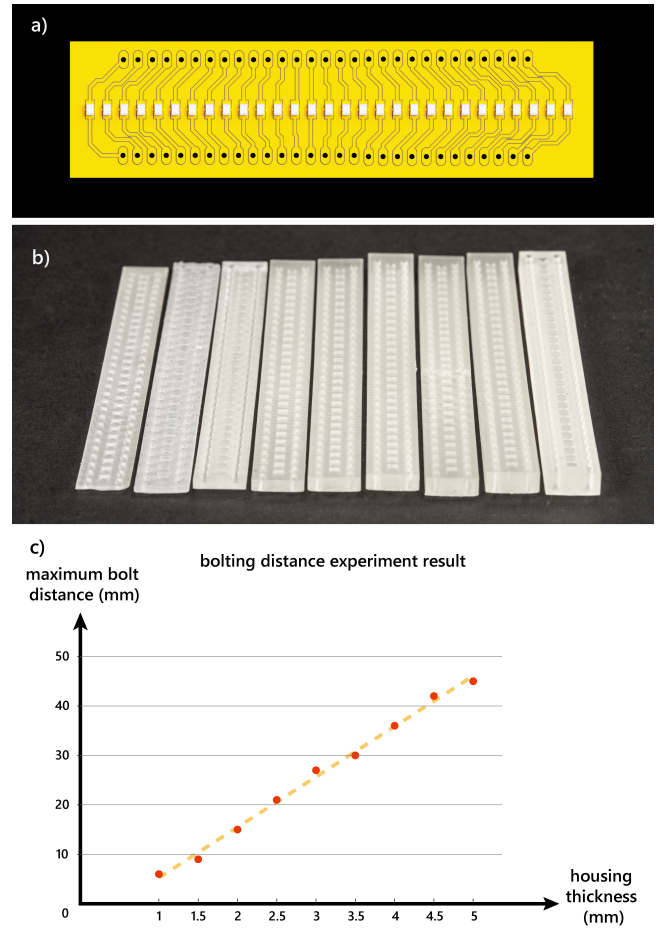 a)
b)
c)
bolting distance experiment result
maximum bolt
distance (mm)
50
40
30
20
10
0
1 1.5 2 2.5 3 3.5 4 4.5 5
housing
thickness
(mm)